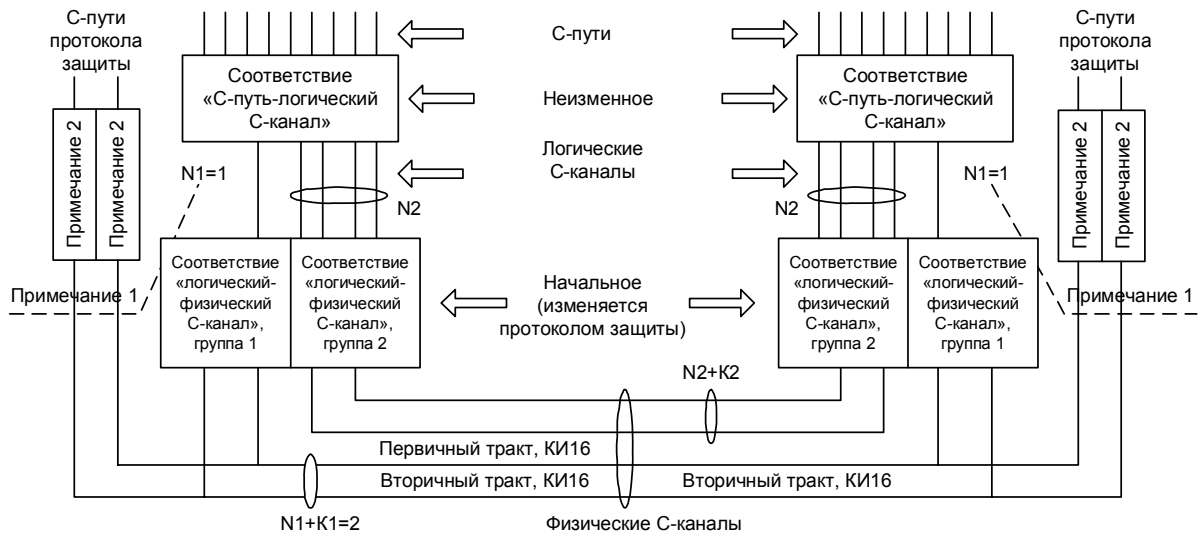 С-пути
протокола
защиты
С-пути
С-пути
протокола
защиты
Соответствие
«С-путь-логический
С-канал»
Неизменное
Соответствие
«С-путь-логический
С-канал»
Примечание 2
Примечание 2
Примечание 2
Примечание 2
Логические
С-каналы
N1=1
N2
N2
N1=1
Примечание 1
Соответствие
«логический-
физический
С-канал»,
группа 1
Соответствие
«логический-
физический
С-канал»,
группа 2
Начальное
(изменяется
протоколом защиты)
Соответствие
«логический-
физический
С-канал»,
группа 2
Соответствие
«логический-
физический
С-канал»,
группа 1
Примечание 1
N2+К2
Первичный тракт, КИ16
Вторичный тракт, КИ16
Вторичный тракт, КИ16
N1+К1=2
Физические С-каналы